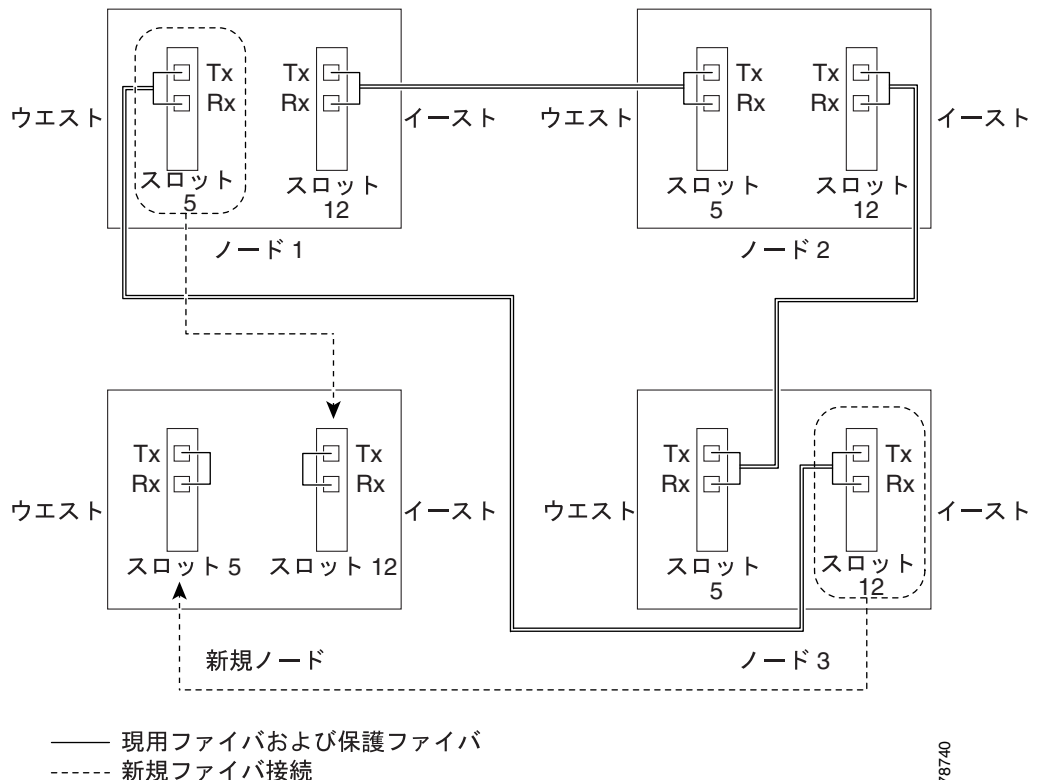 Tx
Rx
Tx
Rx
Tx
Rx
Tx
Rx
ウエスト
イースト
ウエスト
イースト
スロット
5
スロット
12
スロット
5
スロット
12
ノード 1
ノード 2
Tx
Rx
Tx
Rx
Tx
Rx
Tx
Rx
ウエスト
イースト
ウエスト
イースト
スロット 5
スロット 12
スロット
5
スロット
12
新規ノード
ノード 3
現用ファイバおよび保護ファイバ
新規ファイバ接続
78740